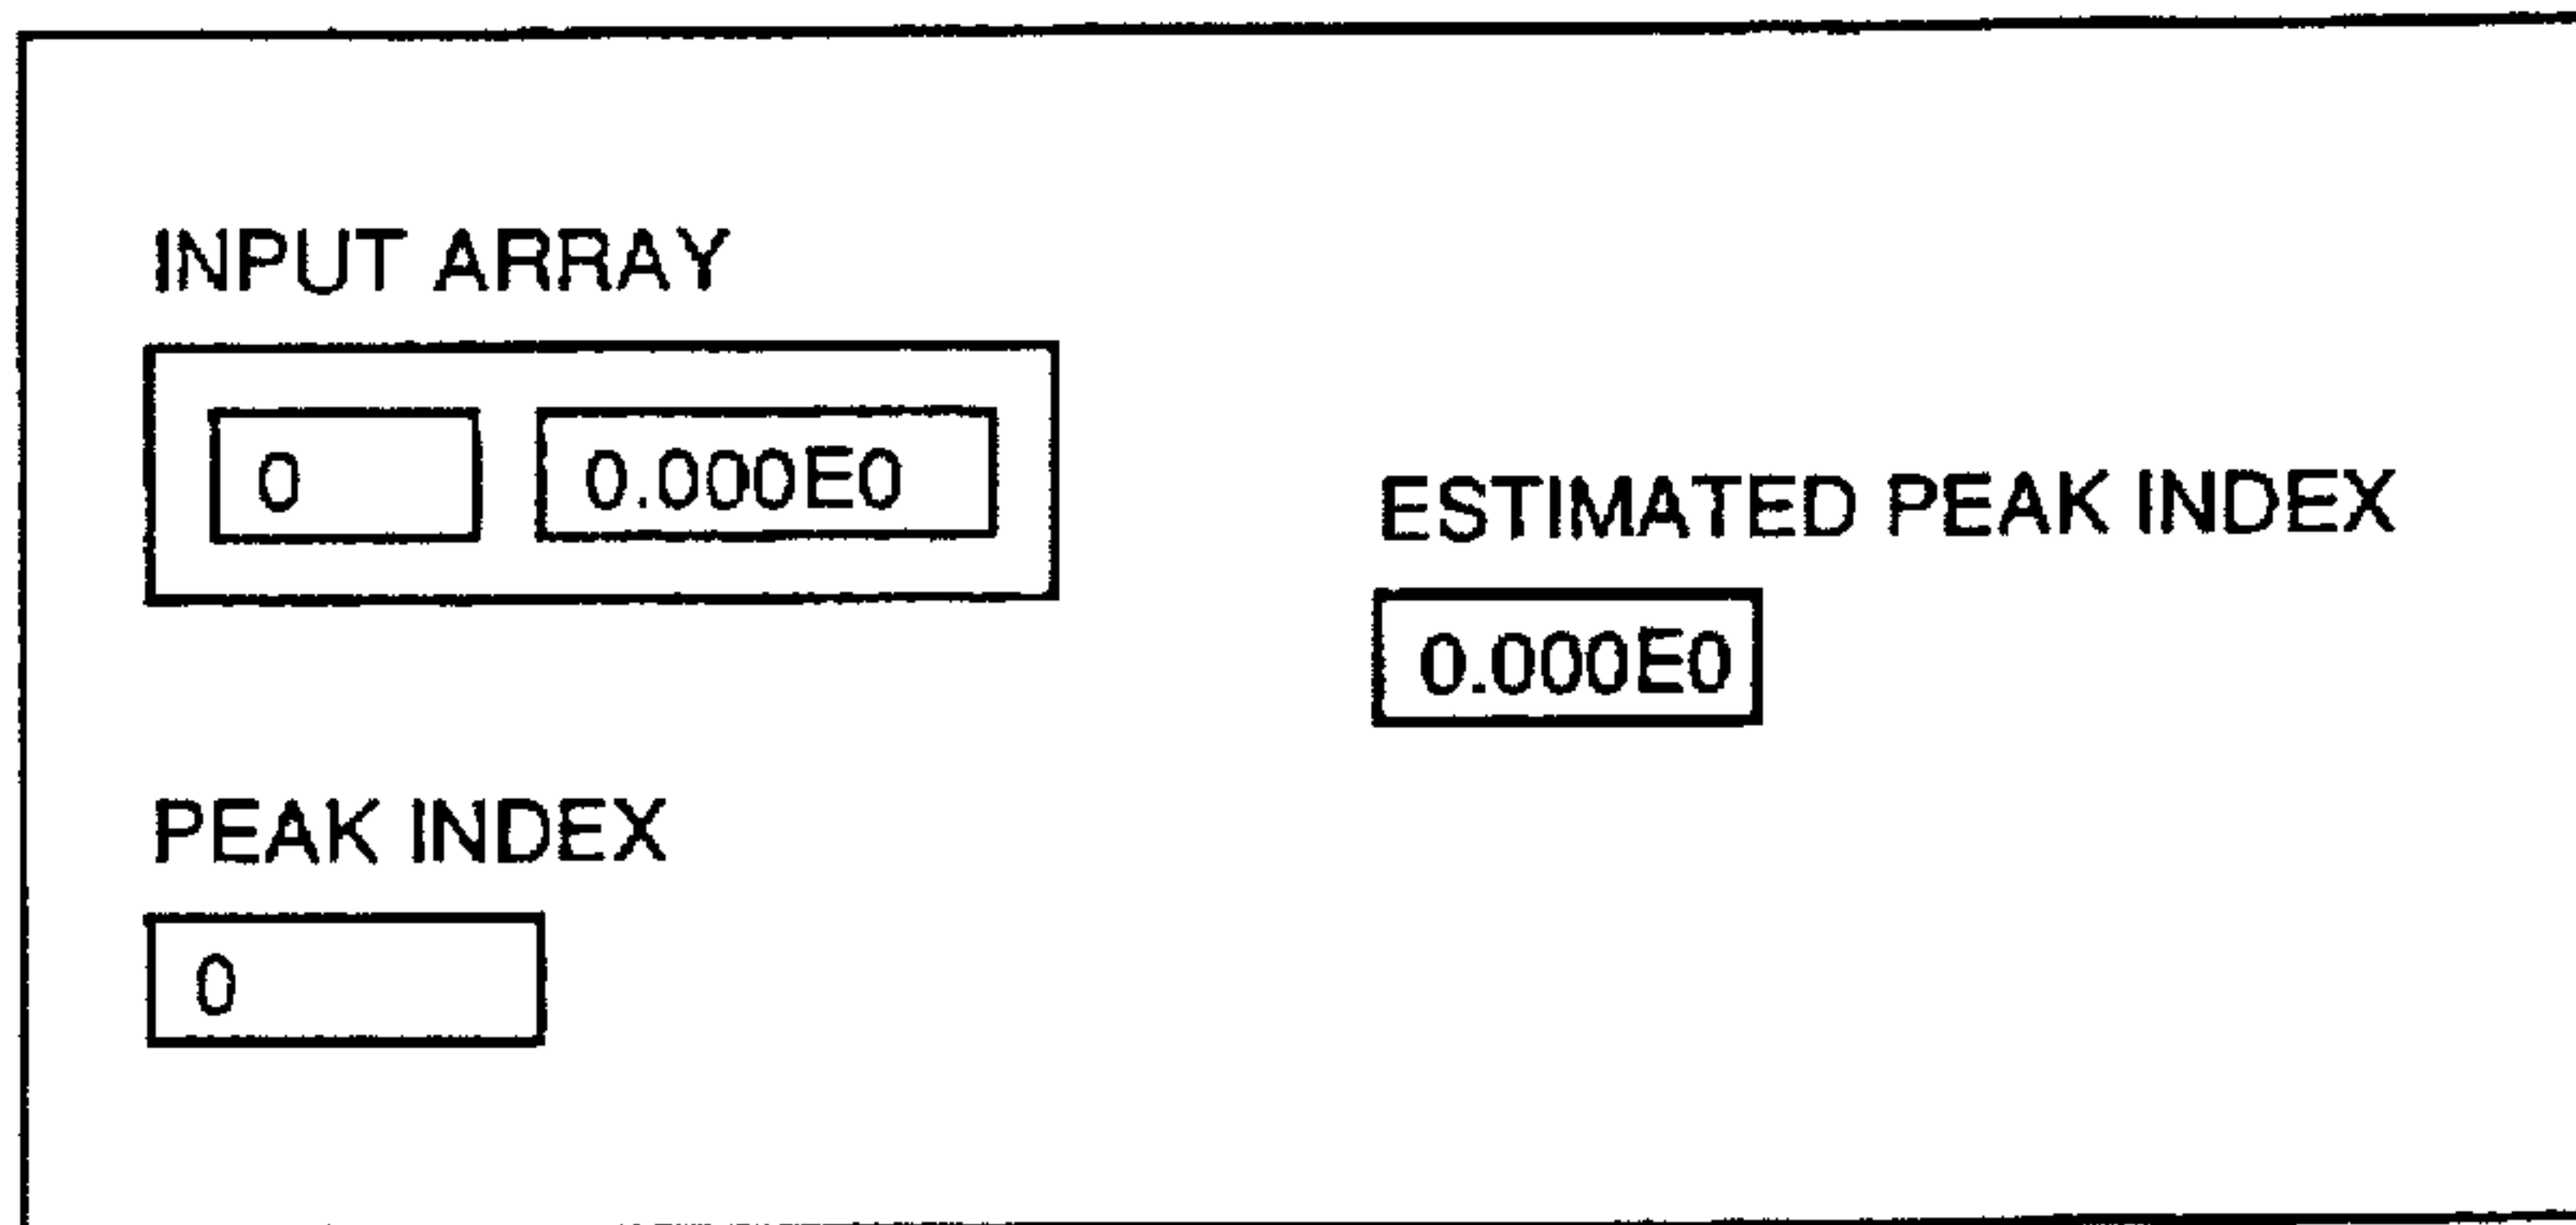 INPUT ARRAY
0 0.000E0
ESTIMATED PEAK INDEX
0.000E0
PEAK INDEX
0